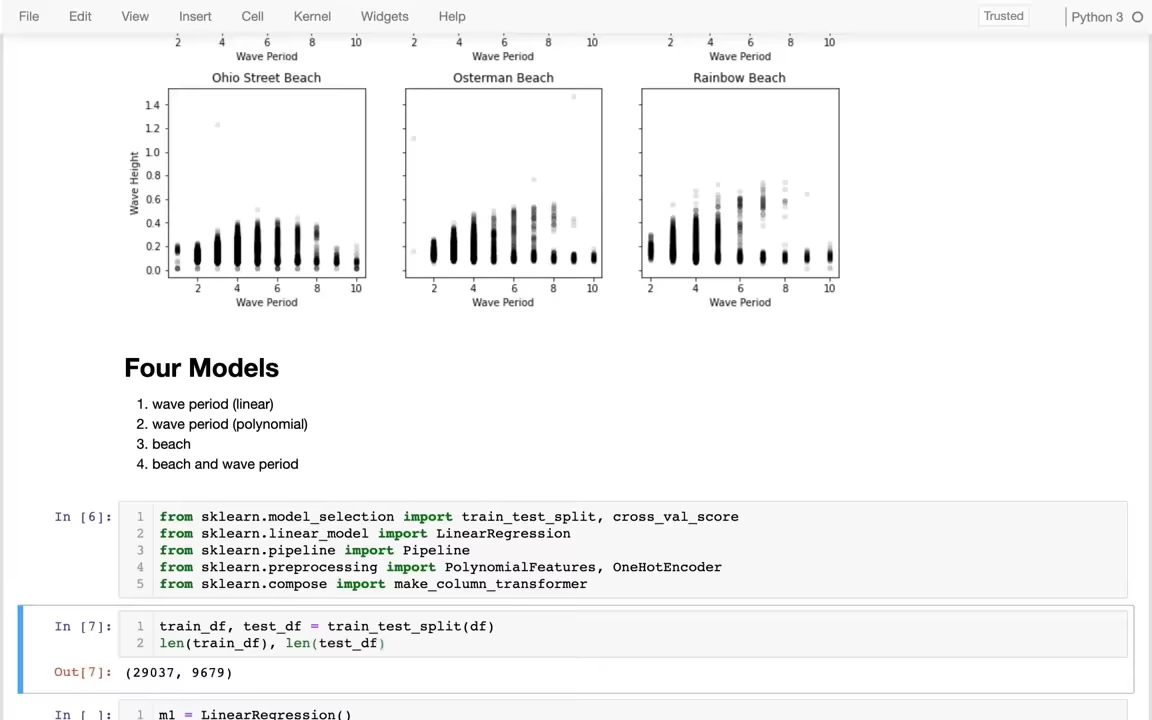 File Edit View Insert Cell Kernel Widgets Help Trusted Python 3
2 4 6 8 10 2 4 6 8 10 2 4 6 8 10
Wave Period Wave Period Wave Period
Ohio Street Beach Osterman Beach Rainbow Beach
1.4
1.2
1.0
0.8
0.6
0.4
0.2
0.0
Wave Height
2 4 6 8 10 2 4 6 8 10 2 4 6 8 10
Wave Period Wave Period Wave Period
Four Models
1. wave period (linear)
2. wave period (polynomial)
3. beach
4. beach and wave period
In [6]: 1 from sklearn.model_selection import train_test_split, cross_val_score
2 from sklearn.linear_model import LinearRegression
3 from sklearn.pipeline import Pipeline
4 from sklearn.preprocessing import PolynomialFeatures, OneHotEncoder
5 from sklearn.compose import make_column_transformer
In [7]: 1 train_df, test_df = train_test_split(df)
2 len(train_df), len(test_df)
Out[7]: (29037, 9679)
In [ ]: 1 m1 = LinearRegression()